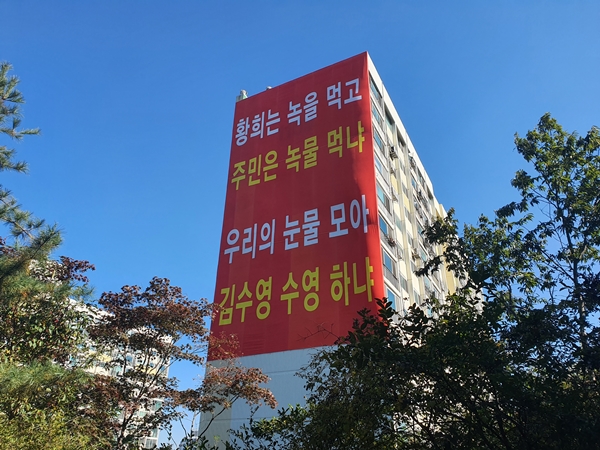 황희는 녹을 먹고
주민은 녹물 먹냐
우리의 눈물 모아
김수영 수영 하냐